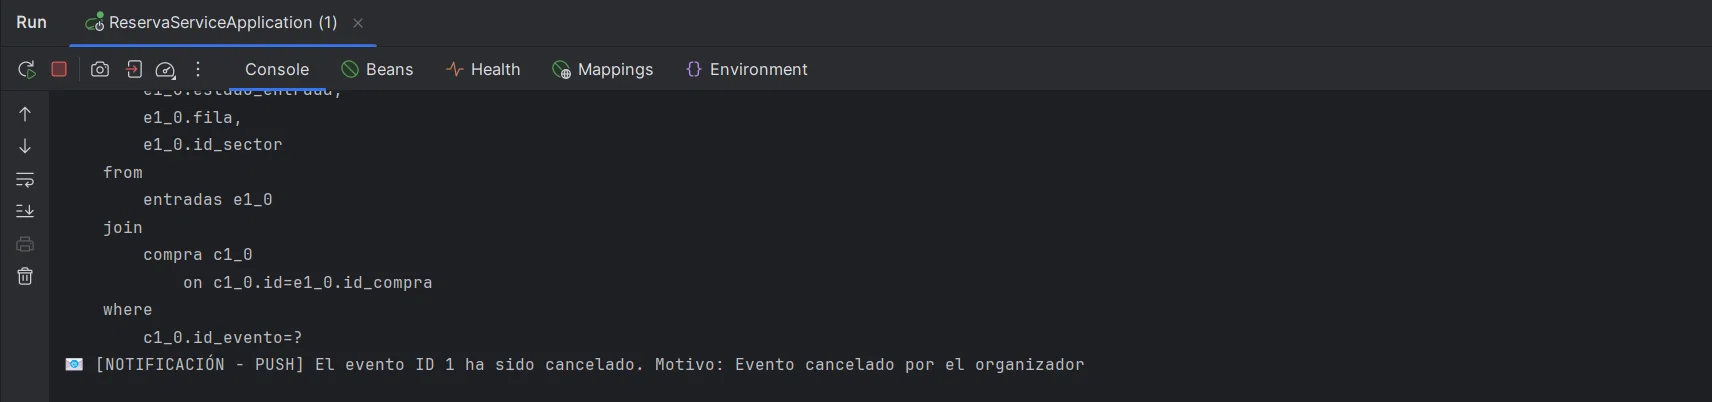 Run
ReservaServiceApplication (1)
Console
Beans
Health
Mappings
Environment
e1_0.estado_entrada,
e1_0.fila,
e1_0.id_sector
from
entradas e1_0
join
compra c1_0
on c1_0.id=e1_0.id_compra
where
c1_0.id_evento=?
[NOTIFICACIÓN - PUSH] El evento ID 1 ha sido cancelado. Motivo: Evento cancelado por el organizador